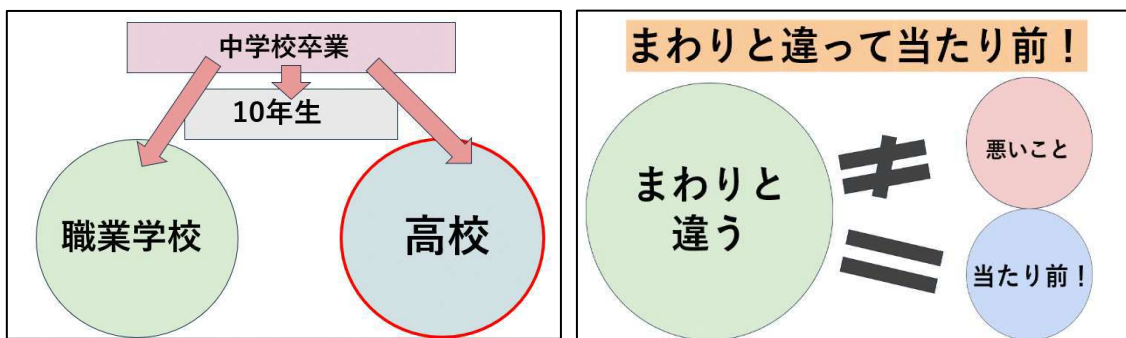 中学校卒業
10年生
職業学校
高校
まわりと違って当たり前！
まわりと
違う
≠
悪いこと
＝
当たり前！